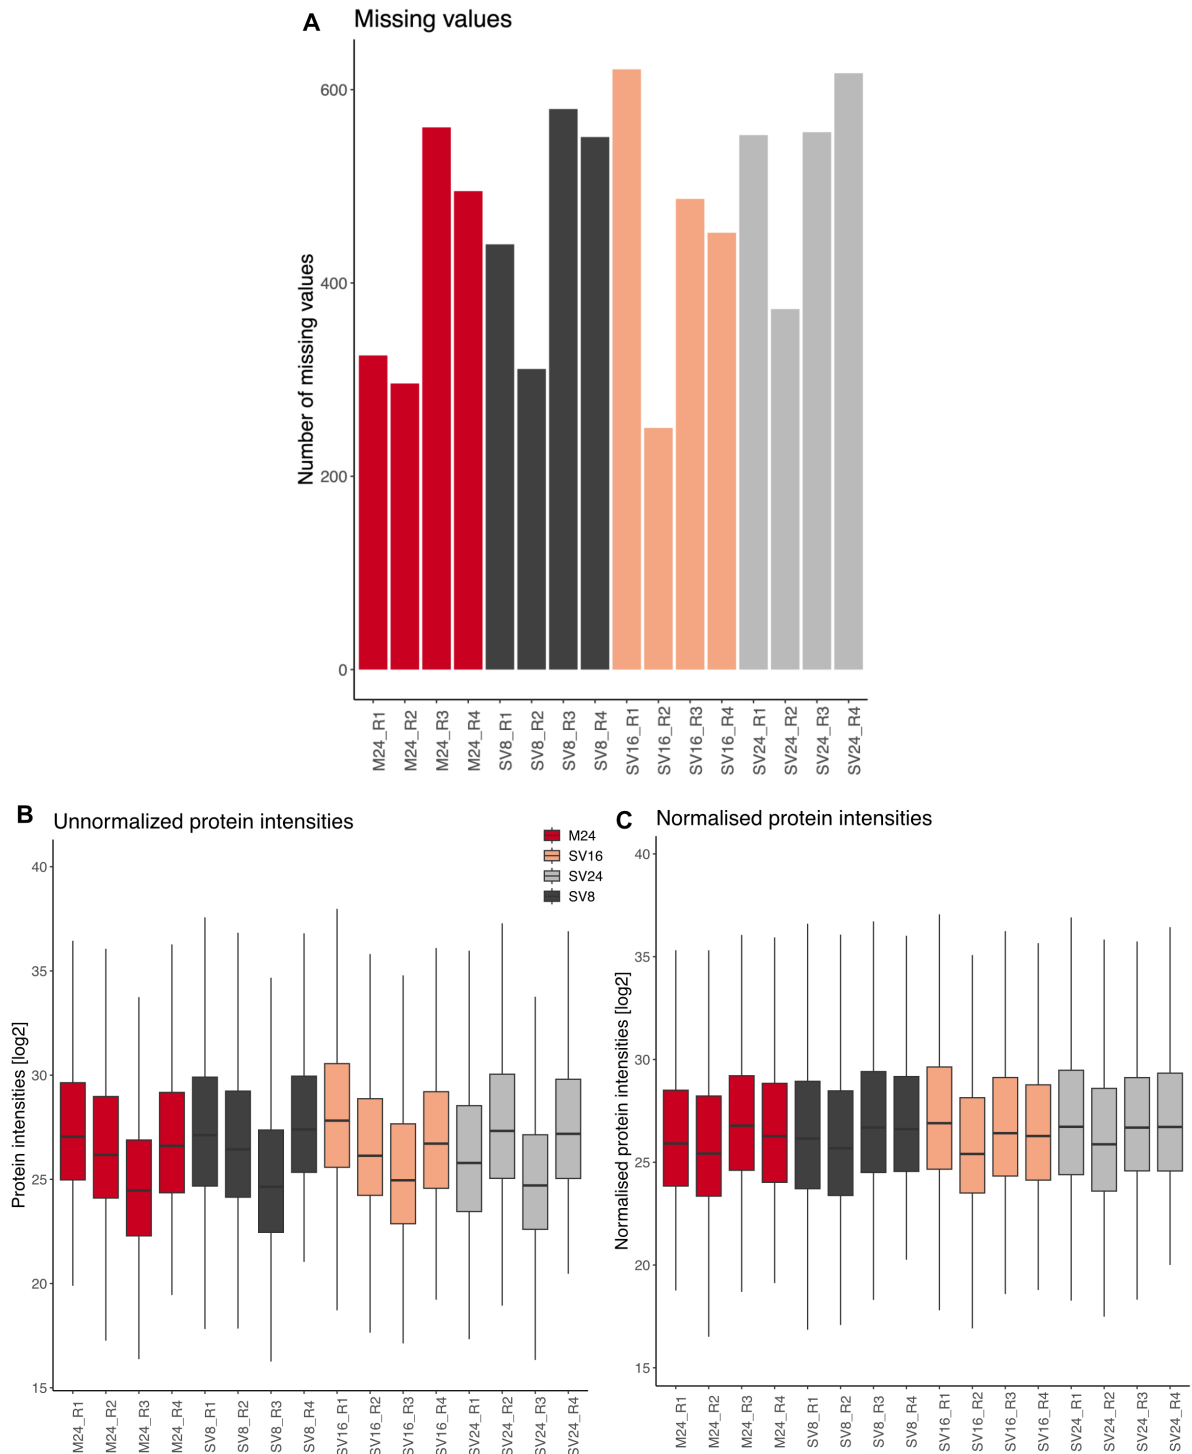 A Missing values
Number of missing values
600
400
200
0
M24_R1 M24_R2 M24_R3 M24_R4 SV8_R1 SV8_R2 SV8_R3 SV8_R4 SV16_R1 SV16_R2 SV16_R3 SV16_R4 SV24_R1 SV24_R2 SV24_R3 SV24_R4
B Unnormalized protein intensities
Protein intensities [log2]
40
35
30
25
20
15
M24_R1 M24_R2 M24_R3 M24_R4 SV8_R1 SV8_R2 SV8_R3 SV8_R4 SV16_R1 SV16_R2 SV16_R3 SV16_R4 SV24_R1 SV24_R2 SV24_R3 SV24_R4
M24
SV16
SV24
SV8
C Normalised protein intensities
Normalised protein intensities [log2]
40
35
30
25
20
15
M24_R1 M24_R2 M24_R3 M24_R4 SV8_R1 SV8_R2 SV8_R3 SV8_R4 SV16_R1 SV16_R2 SV16_R3 SV16_R4 SV24_R1 SV24_R2 SV24_R3 SV24_R4